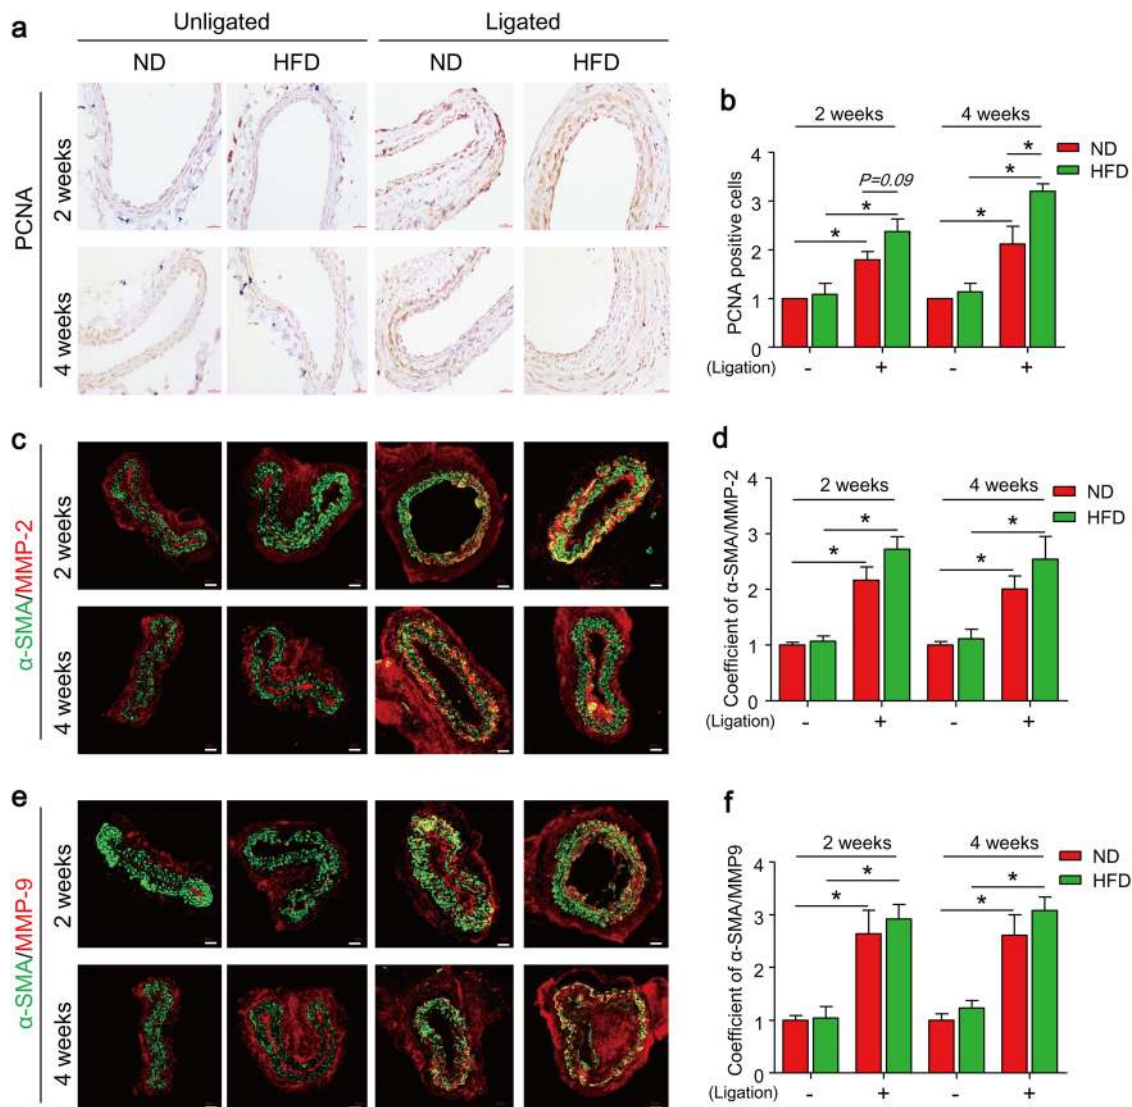 a
Unligated Ligated
ND HFD ND HFD
PCNA
2 weeks
4 weeks
b
2 weeks 4 weeks
ND
HFD
P=0.09
* * * * *
PCNA positive cells
4
3
2
1
0
(Ligation) - + - +
c
α-SMA/MMP-2
2 weeks
4 weeks
d
2 weeks 4 weeks
ND
HFD
* * * *
Coefficient of α-SMA/MMP-2
4
3
2
1
0
(Ligation) - + - +
e
α-SMA/MMP-9
2 weeks
4 weeks
f
2 weeks 4 weeks
ND
HFD
* * * *
Coefficient of α-SMA/MMP9
4
3
2
1
0
(Ligation) - + - +